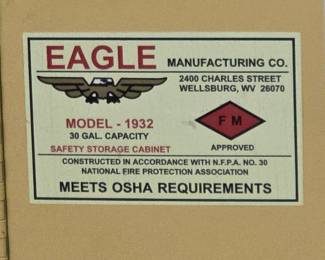 EAGLE MANUFACTURING CO.
2400 CHARLES STREET
WELLSBURG, WV 26070
MODEL - 1932
30 GAL. CAPACITY
SAFETY STORAGE CABINET
FM
APPROVED
CONSTRUCTED IN ACCORDANCE WITH N.F.P.A. NO. 30
NATIONAL FIRE PROTECTION ASSOCIATION
MEETS OSHA REQUIREMENTS